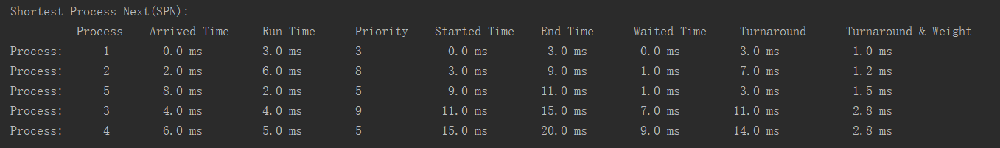 Shortest Process Next(SPN):
Process Arrived Time Run Time Priority Started Time End Time Waited Time Turnaround Turnaround & Weight
Process: 1 0.0 ms 3.0 ms 3 0.0 ms 3.0 ms 0.0 ms 3.0 ms 1.0 ms
Process: 2 2.0 ms 6.0 ms 8 3.0 ms 9.0 ms 1.0 ms 7.0 ms 1.2 ms
Process: 5 8.0 ms 2.0 ms 5 9.0 ms 11.0 ms 1.0 ms 3.0 ms 1.5 ms
Process: 3 4.0 ms 4.0 ms 9 11.0 ms 15.0 ms 7.0 ms 11.0 ms 2.8 ms
Process: 4 6.0 ms 5.0 ms 5 15.0 ms 20.0 ms 9.0 ms 14.0 ms 2.8 ms